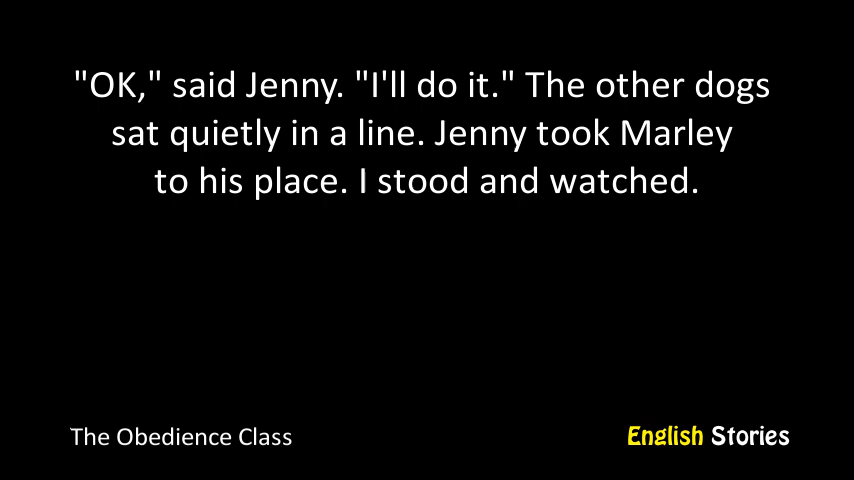 "OK," said Jenny. "I'll do it." The other dogs
sat quietly in a line. Jenny took Marley
to his place. I stood and watched.
The Obedience Class
English Stories